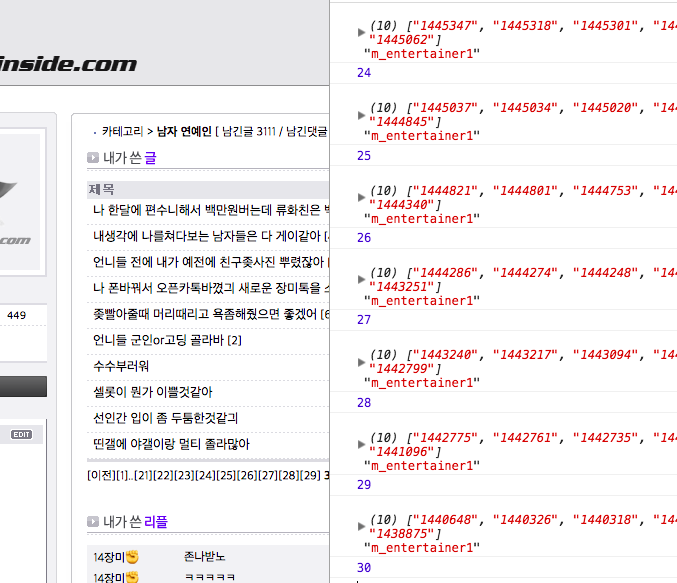 inside.com
· 카테고리 > 남자 연예인 [ 남긴글 3111 / 남긴댓글
내가 쓴 글
제 목
나 한달에 편수니해서 백만원버는데 류화친은
내생각에 나를쳐다보는 남자들은 다 게이같아
언니들 전에 내가 예전에 친구좆사진 뿌렸잖아
나 폰바꿔서 오픈카톡바꼈긔 새로운 장미톡을
좆빨아줄때 머리때리고 욕좀해줬으면 좋겠어 [6
언니들 군인or고딩 골라바 [2]
수수부러워
셀롯이 뭔가 이쁠것같아
선인간 입이 좀 두툼한것같긔
띤갤에 야갤이랑 멀티 졸라많아
[이전][1]..[21][22][23][24][25][26][27][28][29] 3
내가 쓴 리플
14장미✊ 존나받노
14장미✊ ㅋㅋㅋㅋㅋ
.com
449
EDIT
▶ (10) ["1445347", "1445318", "1445301", "144
"1445062"]
"m_entertainer1"
24
▶ (10) ["1445037", "1445034", "1445020", "144
"1444845"]
"m_entertainer1"
25
▶ (10) ["1444821", "1444801", "1444753", "144
"1444340"]
"m_entertainer1"
26
▶ (10) ["1444286", "1444274", "1444248", "144
"1443251"]
"m_entertainer1"
27
▶ (10) ["1443240", "1443217", "1443094", "144
"1442799"]
"m_entertainer1"
28
▶ (10) ["1442775", "1442761", "1442735", "144
"1441096"]
"m_entertainer1"
29
▶ (10) ["1440648", "1440326", "1440318", "144
"1438875"]
"m_entertainer1"
30